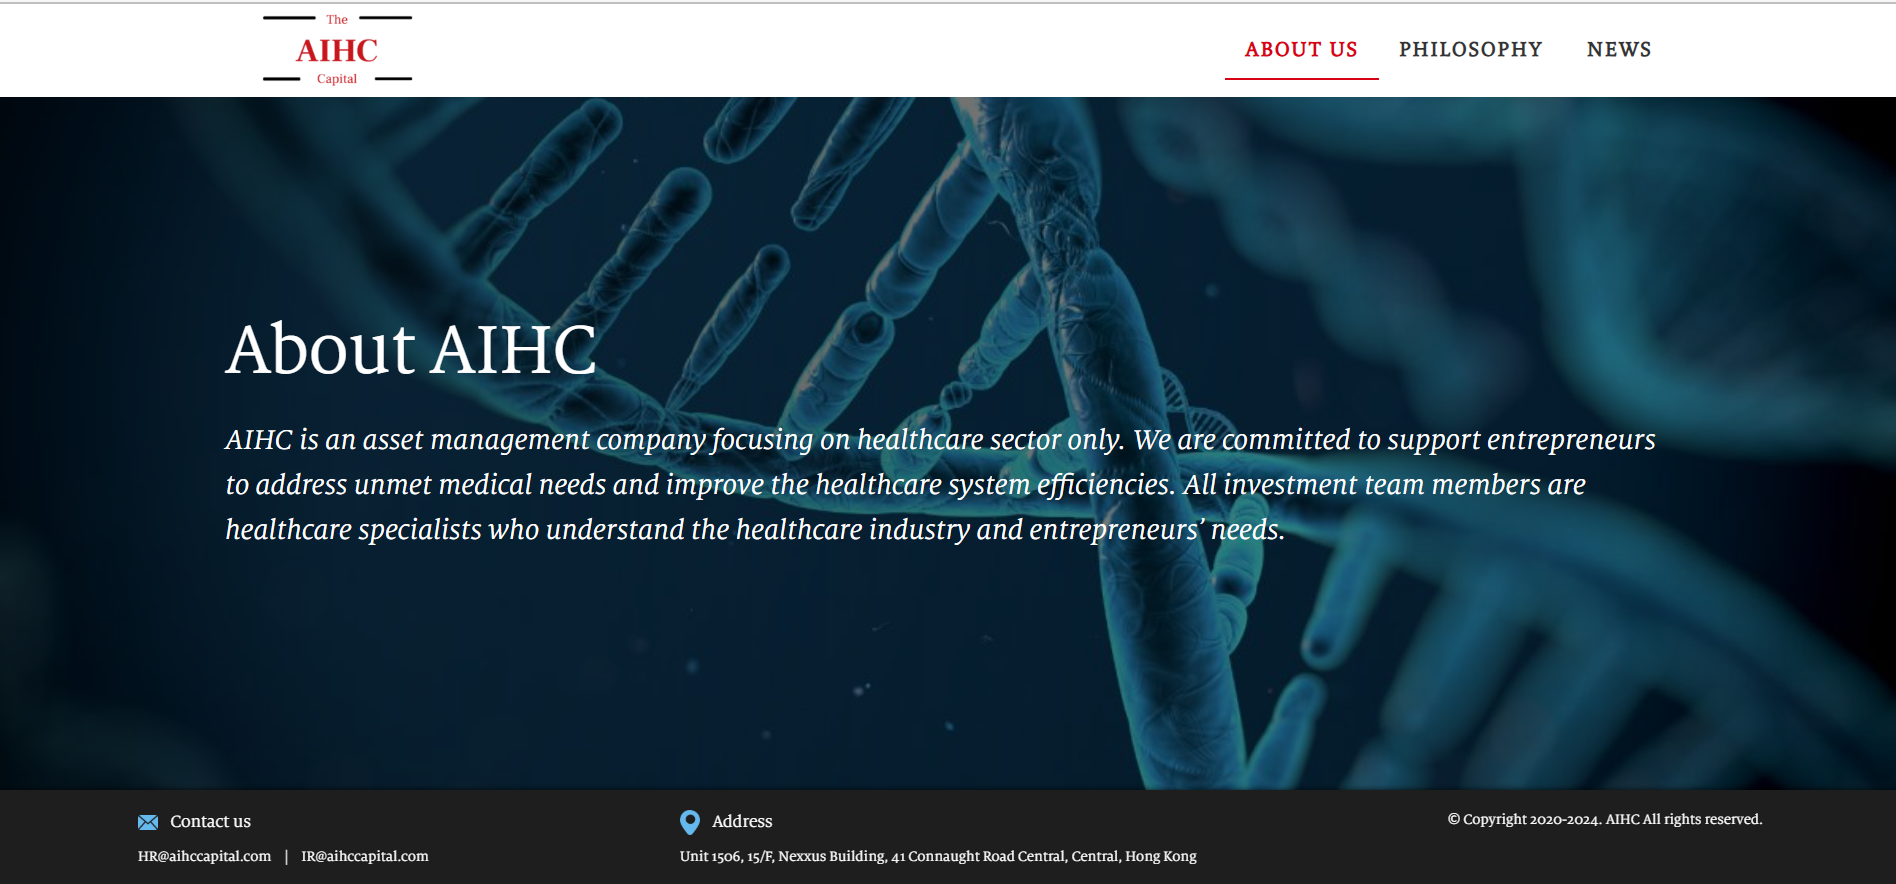 The
AIHC
Capital
ABOUT US PHILOSOPHY NEWS
About AIHC
AIHC is an asset management company focusing on healthcare sector only. We are committed to support entrepreneurs
to address unmet medical needs and improve the healthcare system efficiencies. All investment team members are
healthcare specialists who understand the healthcare industry and entrepreneurs’ needs.
Contact us
HR@aihccapital.com | IR@aihccapital.com
Address
Unit 1506, 15/F, Nexxus Building, 41 Connaught Road Central, Central, Hong Kong
© Copyright 2020-2024. AIHC All rights reserved.